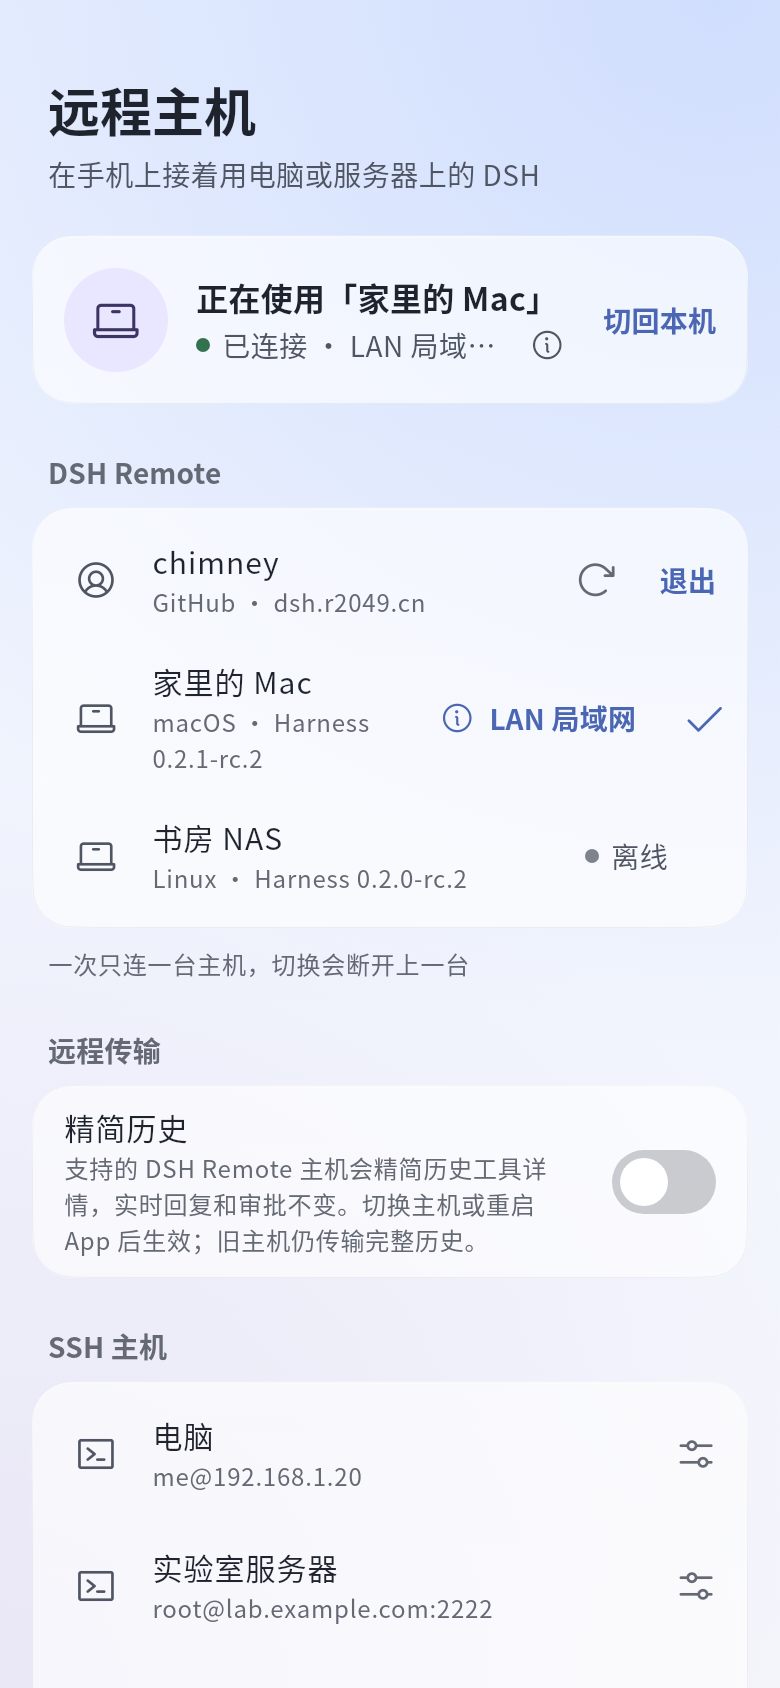 远程主机
在手机上接着用电脑或服务器上的 DSH
正在使用「家里的 Mac」
已连接 • LAN 局域…
切回本机
DSH Remote
chimney
GitHub • dsh.r2049.cn
退出
家里的 Mac
macOS • Harness
0.2.1-rc.2
LAN 局域网
书房 NAS
Linux • Harness 0.2.0-rc.2
离线
一次只连一台主机，切换会断开上一台
远程传输
精简历史
支持的 DSH Remote 主机会精简历史工具详
情，实时回复和审批不变。切换主机或重启
App 后生效；旧主机仍传输完整历史。
SSH 主机
电脑
me@192.168.1.20
实验室服务器
root@lab.example.com:2222